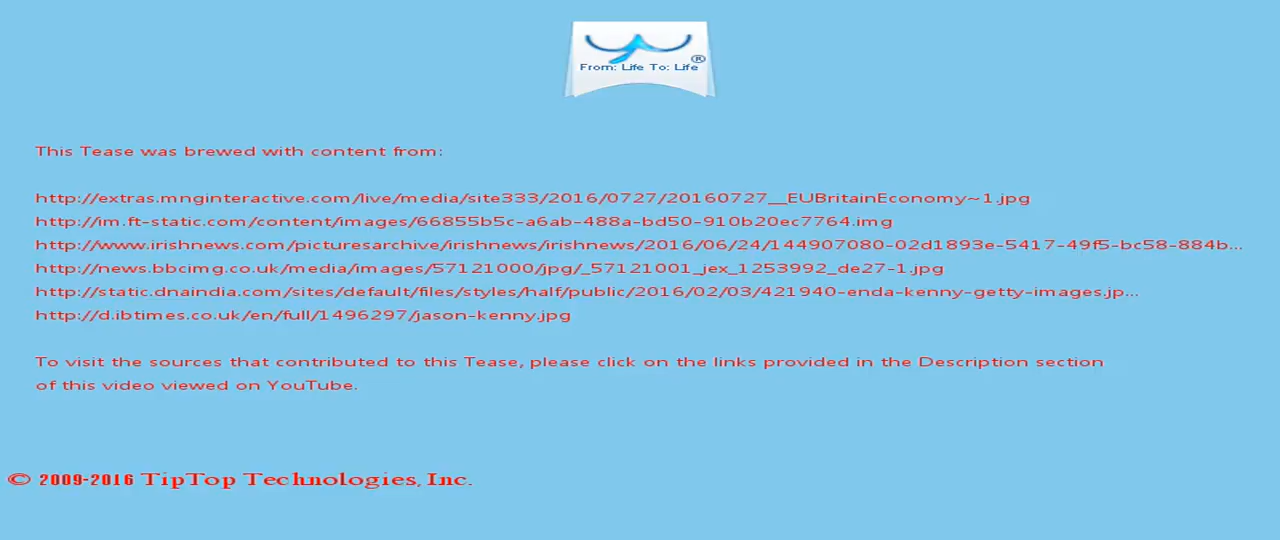 From: Life To: Life®
This Tease was brewed with content from:
http://extras.mnginteractive.com/live/media/site333/2016/0727/20160727__EUBritainEconomy~1.jpg
http://im.ft-static.com/content/images/66855b5c-a6ab-488a-bd50-910b20ec7764.img
http://www.irishnews.com/picturesarchive/irishnews/irishnews/2016/06/24/144907080-02d1893e-5417-49f5-bc58-884b...
http://news.bbcimg.co.uk/media/images/57121000/jpg/_57121001_jex_1253992_de27-1.jpg
http://static.dnaindia.com/sites/default/files/styles/half/public/2016/02/03/421940-enda-kenny-getty-images.jp...
http://d.ibtimes.co.uk/en/full/1496297/jason-kenny.jpg
To visit the sources that contributed to this Tease, please click on the links provided in the Description section
of this video viewed on YouTube.
© 2009-2016 TipTop Technologies, Inc.